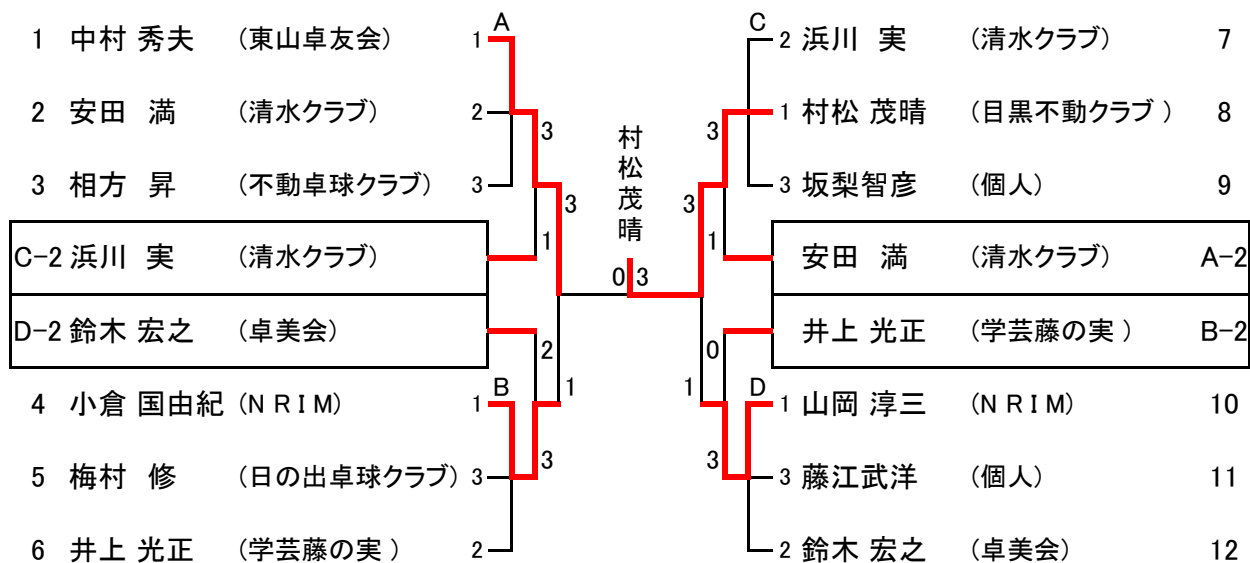 A
C
1 中村 秀夫 (東山卓友会) 1
2 浜川 実 (清水クラブ) 7
2 安田 満 (清水クラブ) 2
3
3
1 村松 茂晴 (目黒不動クラブ) 8
村松茂晴
3 相方 昇 (不動卓球クラブ) 3
3
3
3 坂梨智彦 (個人) 9
C-2 浜川 実 (清水クラブ)
1
1
安田 満 (清水クラブ) A-2
0 3
D-2 鈴木 宏之 (卓美会)
2
0
井上 光正 (学芸藤の実) B-2
B
1
1
D
4 小倉 国由紀 (NRIM) 1
1 山岡 淳三 (NRIM) 10
5 梅村 修 (日の出卓球クラブ) 3
3
3
3 藤江武洋 (個人) 11
6 井上 光正 (学芸藤の実) 2
2 鈴木 宏之 (卓美会) 12